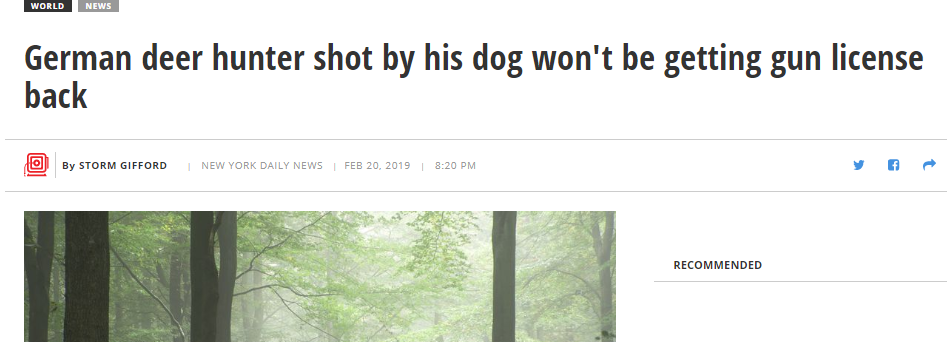 WORLD NEWS
German deer hunter shot by his dog won't be getting gun license
back
By STORM GIFFORD | NEW YORK DAILY NEWS | FEB 20, 2019 | 8:20 PM
RECOMMENDED